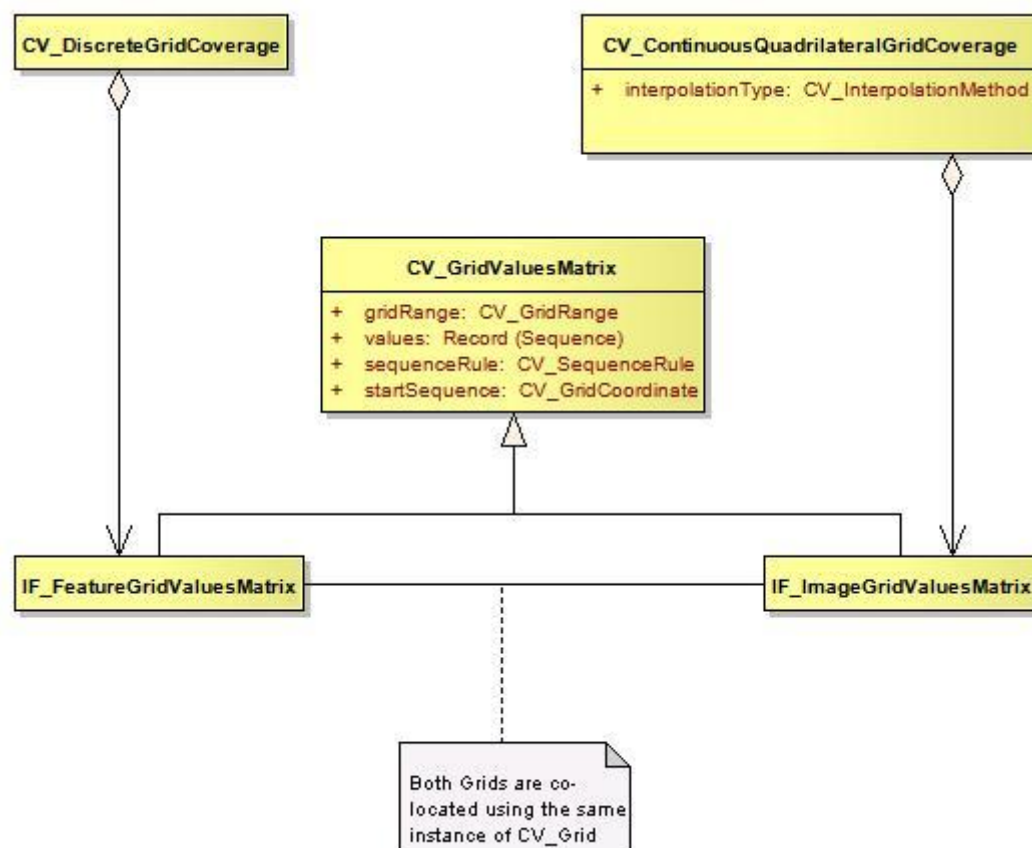 CV_DiscreteGridCoverage
CV_ContinuousQuadrilateralGridCoverage
+ interpolationType: CV_InterpolationMethod
CV_GridValuesMatrix
+ gridRange: CV_GridRange
+ values: Record (Sequence)
+ sequenceRule: CV_SequenceRule
+ startSequence: CV_GridCoordinate
IF_FeatureGridValuesMatrix
IF_ImageGridValuesMatrix
Both Grids are co-
located using the same
instance of CV_Grid